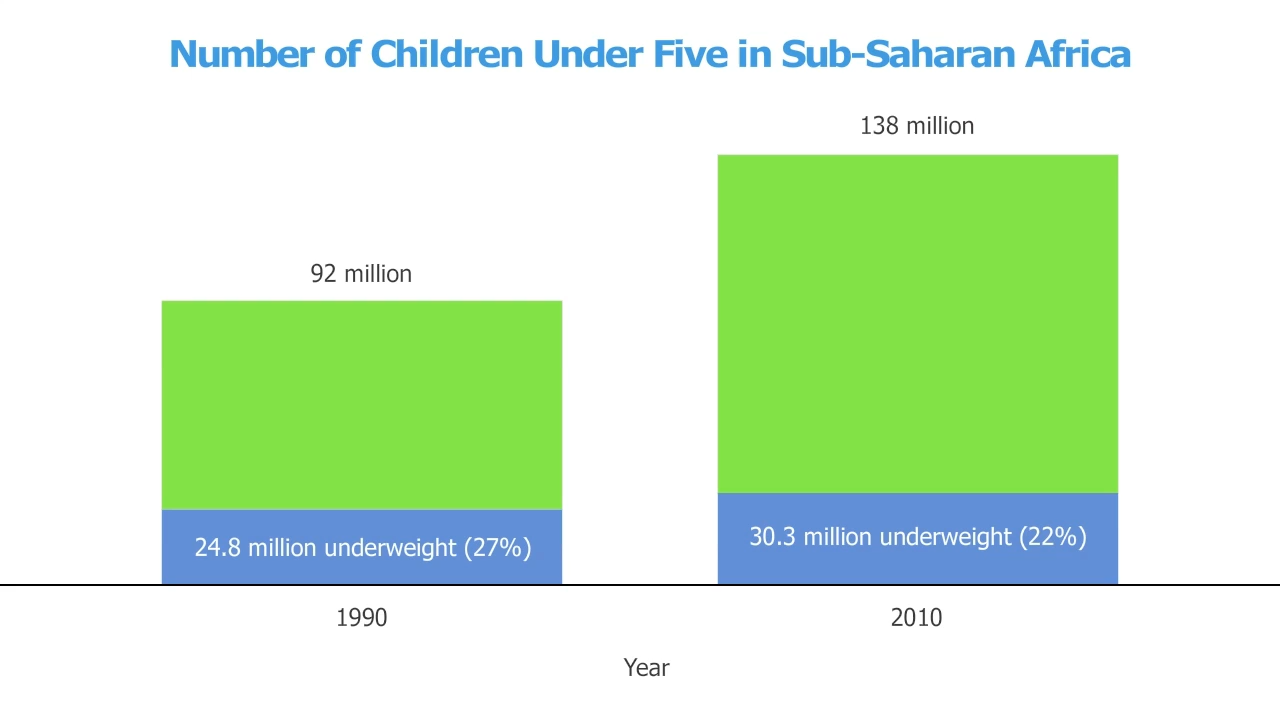 Number of Children Under Five in Sub-Saharan Africa
138 million
92 million
24.8 million underweight (27%)
30.3 million underweight (22%)
1990
2010
Year